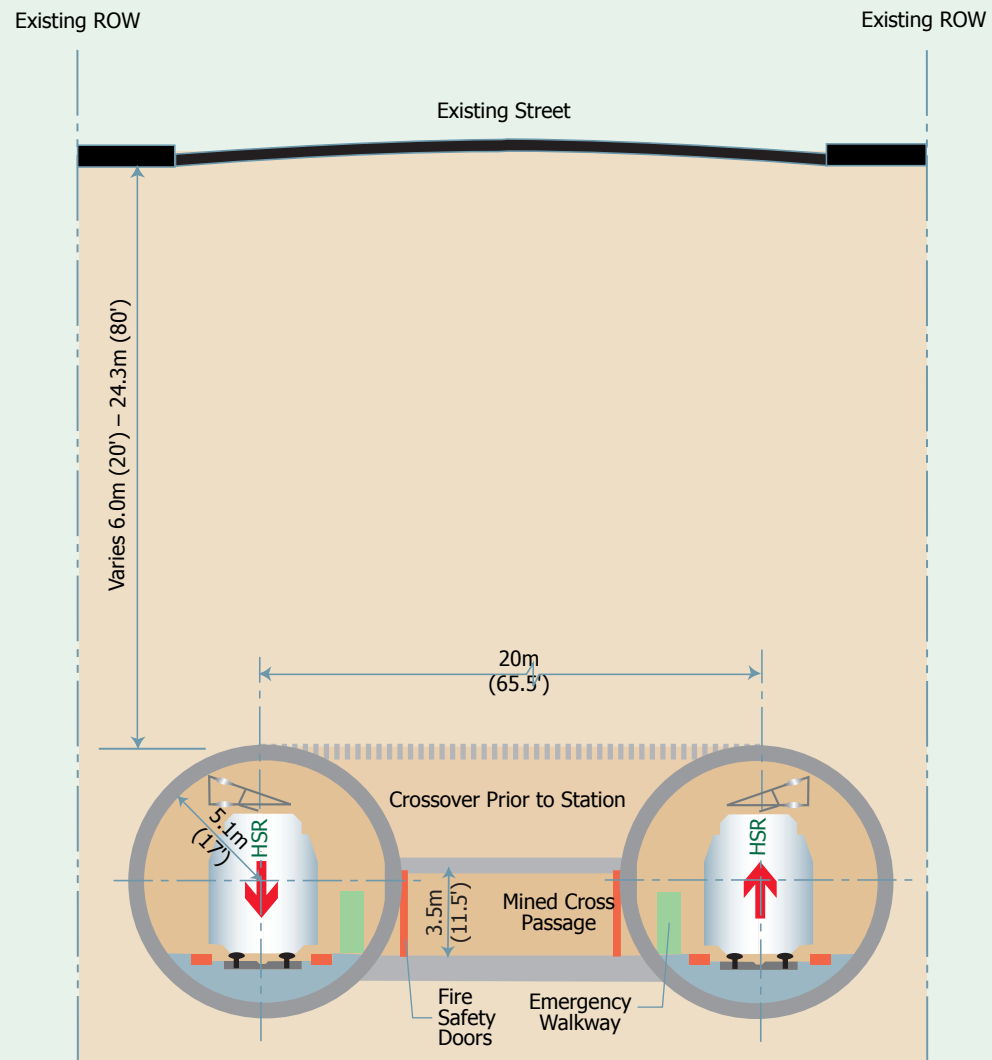 Existing ROW
Existing ROW
Existing Street
Varies 6.0m (20') – 24.3m (80')
20m
(65.5')
Crossover Prior to Station
5.1m
(17')
HSR
HSR
3.5m
(11.5')
Mined Cross
Passage
Fire
Safety
Doors
Emergency
Walkway